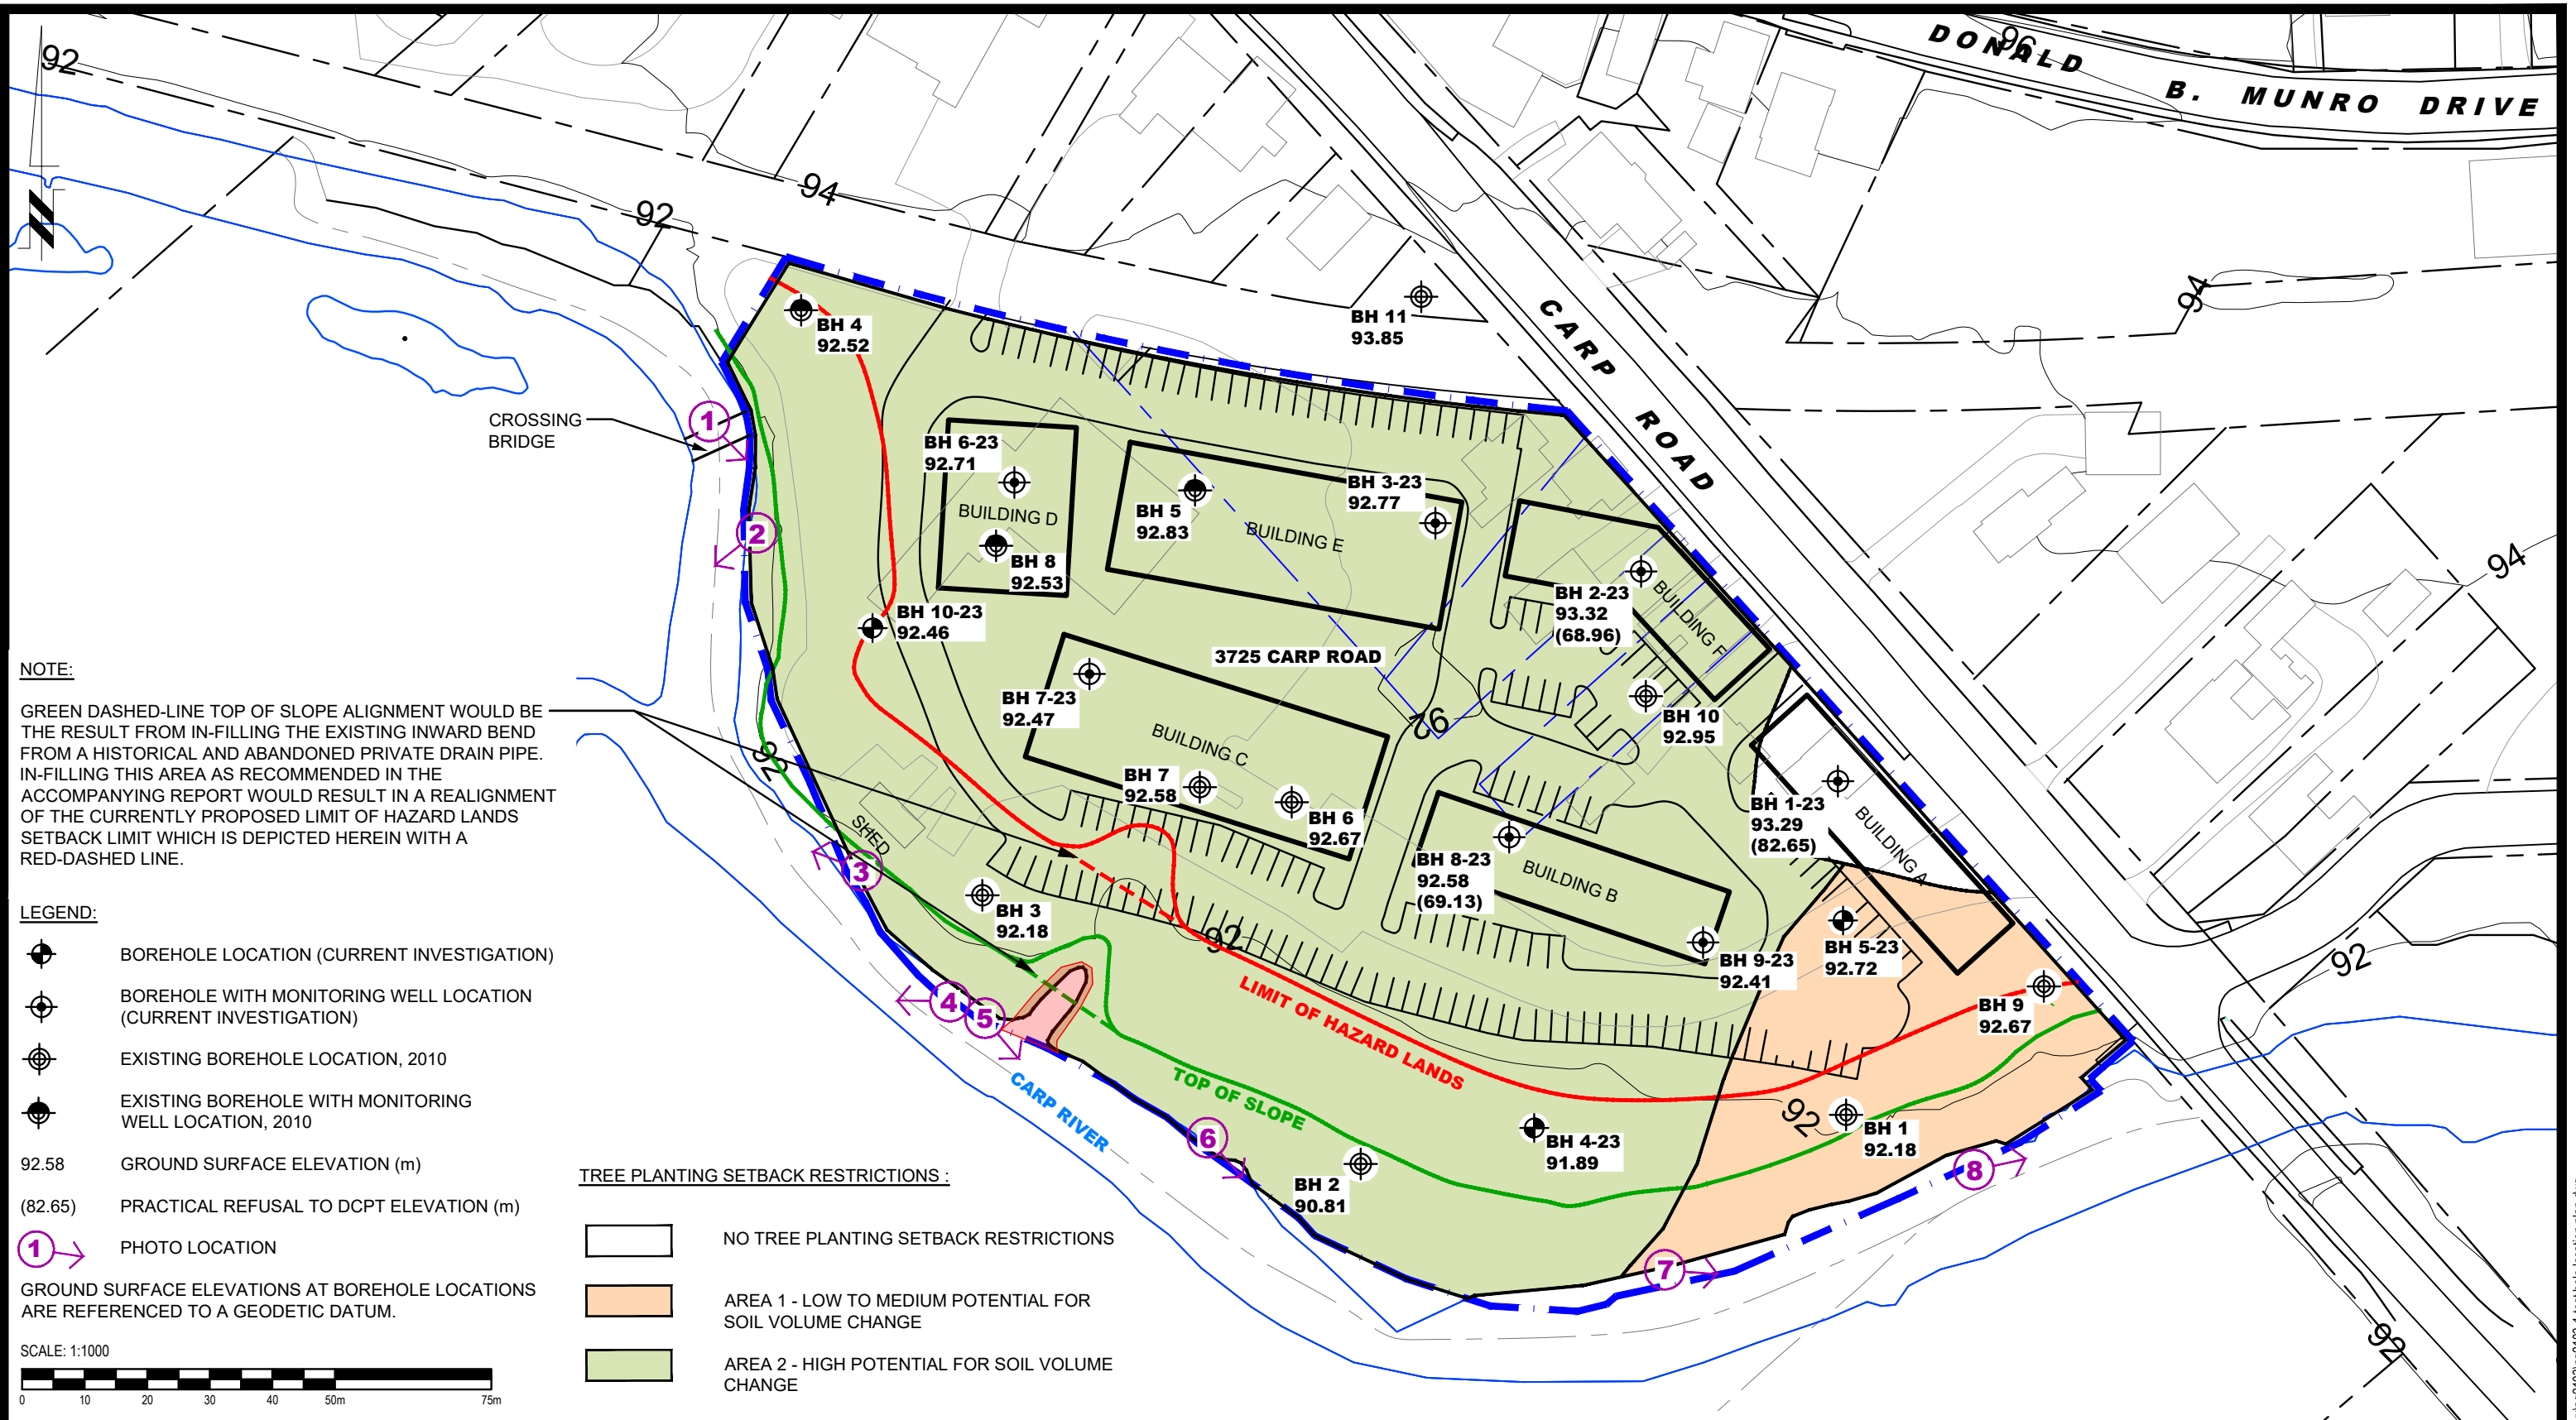 92
96
DONALD B. MUNRO DRIVE
94
92
94
CARP ROAD
BH 11
93.85
BH 4
92.52
1
CROSSING
BRIDGE
2
BH 6-23
92.71
BUILDING D
BH 8
92.53
BH 5
92.83
BUILDING E
BH 3-23
92.77
BH 2-23
93.32
(68.96)
BUILDING F
94
BH 10-23
92.46
3725 CARP ROAD
BH 7-23
92.47
BUILDING C
92
BH 10
92.95
BH 7
92.58
BH 6
92.67
BH 1-23
93.29
(82.65)
BUILDING A
92
SHED
3
BH 3
92.18
BH 8-23
92.58
(69.13)
BUILDING B
BH 9-23
92.41
BH 5-23
92.72
92
92
BH 9
92.67
4
5
LIMIT OF HAZARD LANDS
TOP OF SLOPE
CARP RIVER
6
BH 4-23
91.89
92
BH 1
92.18
BH 2
90.81
7
8
92
NOTE:
GREEN DASHED-LINE TOP OF SLOPE ALIGNMENT WOULD BE
THE RESULT FROM IN-FILLING THE EXISTING INWARD BEND
FROM A HISTORICAL AND ABANDONED PRIVATE DRAIN PIPE.
IN-FILLING THIS AREA AS RECOMMENDED IN THE
ACCOMPANYING REPORT WOULD RESULT IN A REALIGNMENT
OF THE CURRENTLY PROPOSED LIMIT OF HAZARD LANDS
SETBACK LIMIT WHICH IS DEPICTED HEREIN WITH A
RED-DASHED LINE.
LEGEND:
BOREHOLE LOCATION (CURRENT INVESTIGATION)
BOREHOLE WITH MONITORING WELL LOCATION
(CURRENT INVESTIGATION)
EXISTING BOREHOLE LOCATION, 2010
EXISTING BOREHOLE WITH MONITORING
WELL LOCATION, 2010
92.58 GROUND SURFACE ELEVATION (m)
(82.65) PRACTICAL REFUSAL TO DCPT ELEVATION (m)
1 PHOTO LOCATION
GROUND SURFACE ELEVATIONS AT BOREHOLE LOCATIONS
ARE REFERENCED TO A GEODETIC DATUM.
SCALE: 1:1000
0 10 20 30 40 50m 75m
TREE PLANTING SETBACK RESTRICTIONS :
NO TREE PLANTING SETBACK RESTRICTIONS
AREA 1 - LOW TO MEDIUM POTENTIAL FOR
SOIL VOLUME CHANGE
AREA 2 - HIGH POTENTIAL FOR SOIL VOLUME
CHANGE